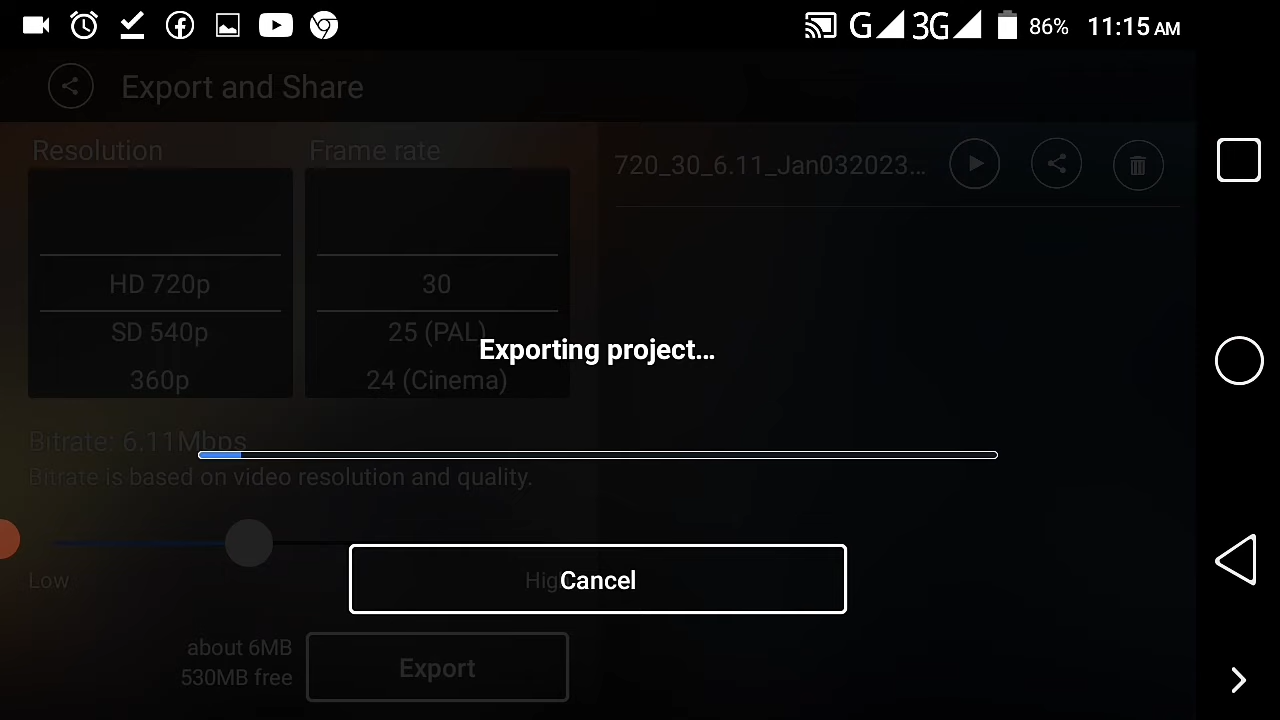 G 3G 86% 11:15 AM
Export and Share
Resolution
Frame rate
720_30_6.11_Jan032023...
HD 720p
30
SD 540p
25 (PAL)
360p
24 (Cinema)
Exporting project...
Bitrate: 6.11Mbps
Bitrate is based on video resolution and quality.
Low
Hig
Cancel
about 6MB
530MB free
Export